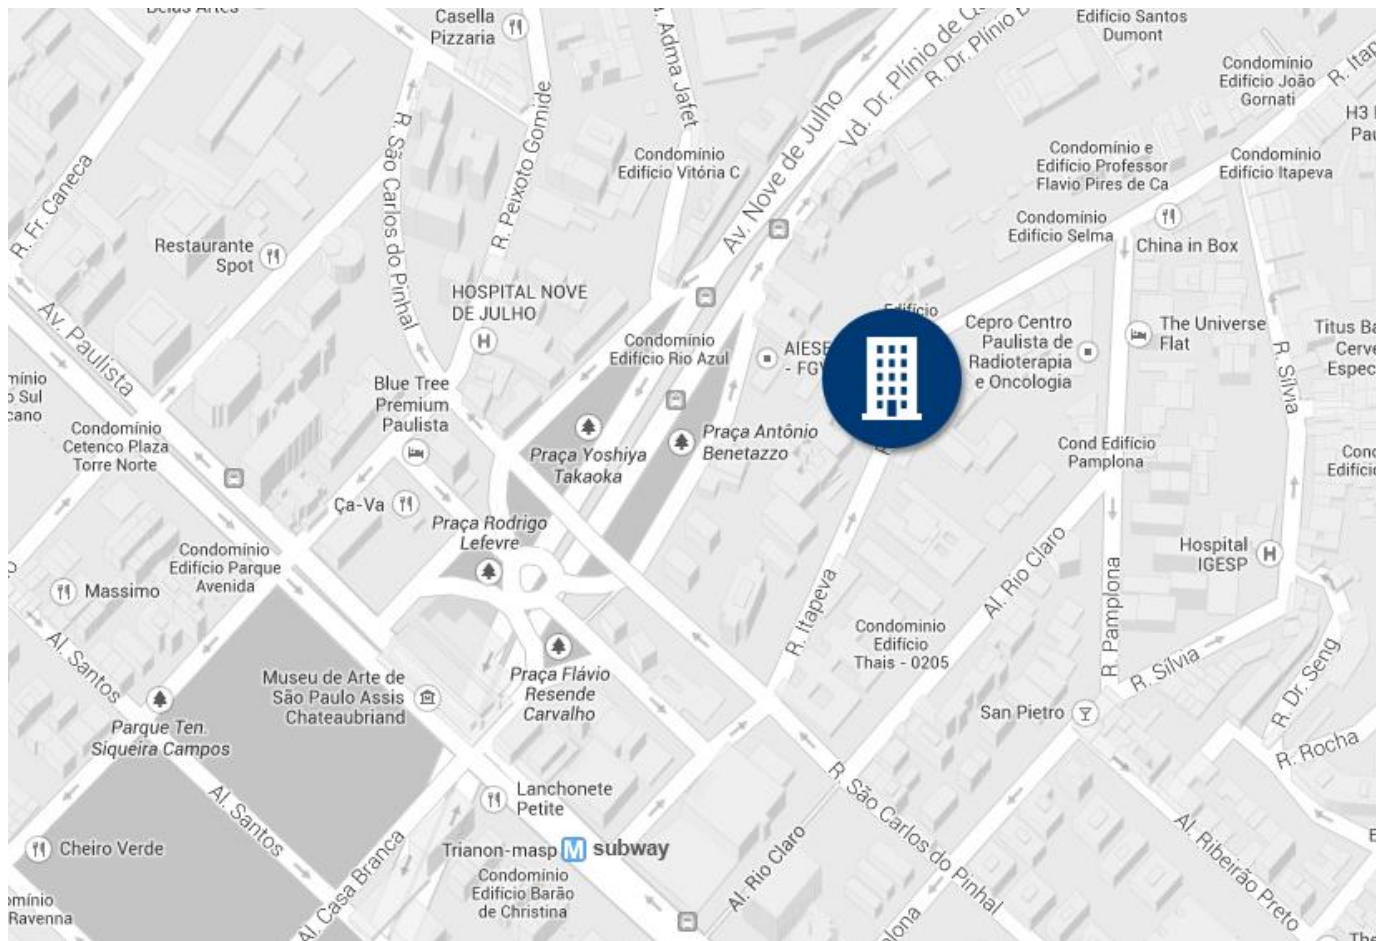 Belas Artes
Casella
Pizzaria
R. Peixoto Gomide
Adma Jafet
Av. Nove de Julho
Vd. Dr. Plínio de
R. Dr. Plínio
Edifício Santos
Dumont
Condomínio
Edifício João
Gornati
H3
Condomínio e
Edifício Professor
Flavio Pires de Ca
Condomínio
Edifício Itapeva
Condomínio
Edifício Selma
China in Box
Condomínio
Edifício Vitória C
R. São Carlos do Pinhal
R. Fr. Caneca
Restaurante
Spot
HOSPITAL NOVE
DE JULHO
H
Av. Paulista
Condomínio
Edifício Rio Azul
AIESE
- FGV
Edifício
Cepro Centro
Paulista de
Radioterapia
e Oncologia
The Universe
Flat
R. Sílvia
Blue Tree
Premium
Paulista
Condomínio
Cetenco Plaza
Torre Norte
Praça Yoshiya
Takaoka
Praça Antônio
Benetazzo
Cond Edifício
Pamplona
Ça-Va
Praça Rodrigo
Lefevre
Condomínio
Edifício Parque
Avenida
Massimo
Al. Santos
Hospital
IGESP
H
Al. Rio Claro
R. Pamplona
R. Itapeva
Condominio
Edificio
Thais - 0205
R. Sílvia
R. Dr. Seng
R. Rocha
Museu de Arte de
São Paulo Assis
Chateaubriand
Praça Flávio
Resende
Carvalho
San Pietro
Parque Ten.
Siqueira Campos
Al. Santos
Lanchonete
Petite
R. São Carlos do Pinhal
Al. Ribeirão Preto
Cheiro Verde
Al. Casa Branca
Trianon-masp M subway
Condomínio
Edifício Barão
de Christina
Al. Rio Claro
Ravenna